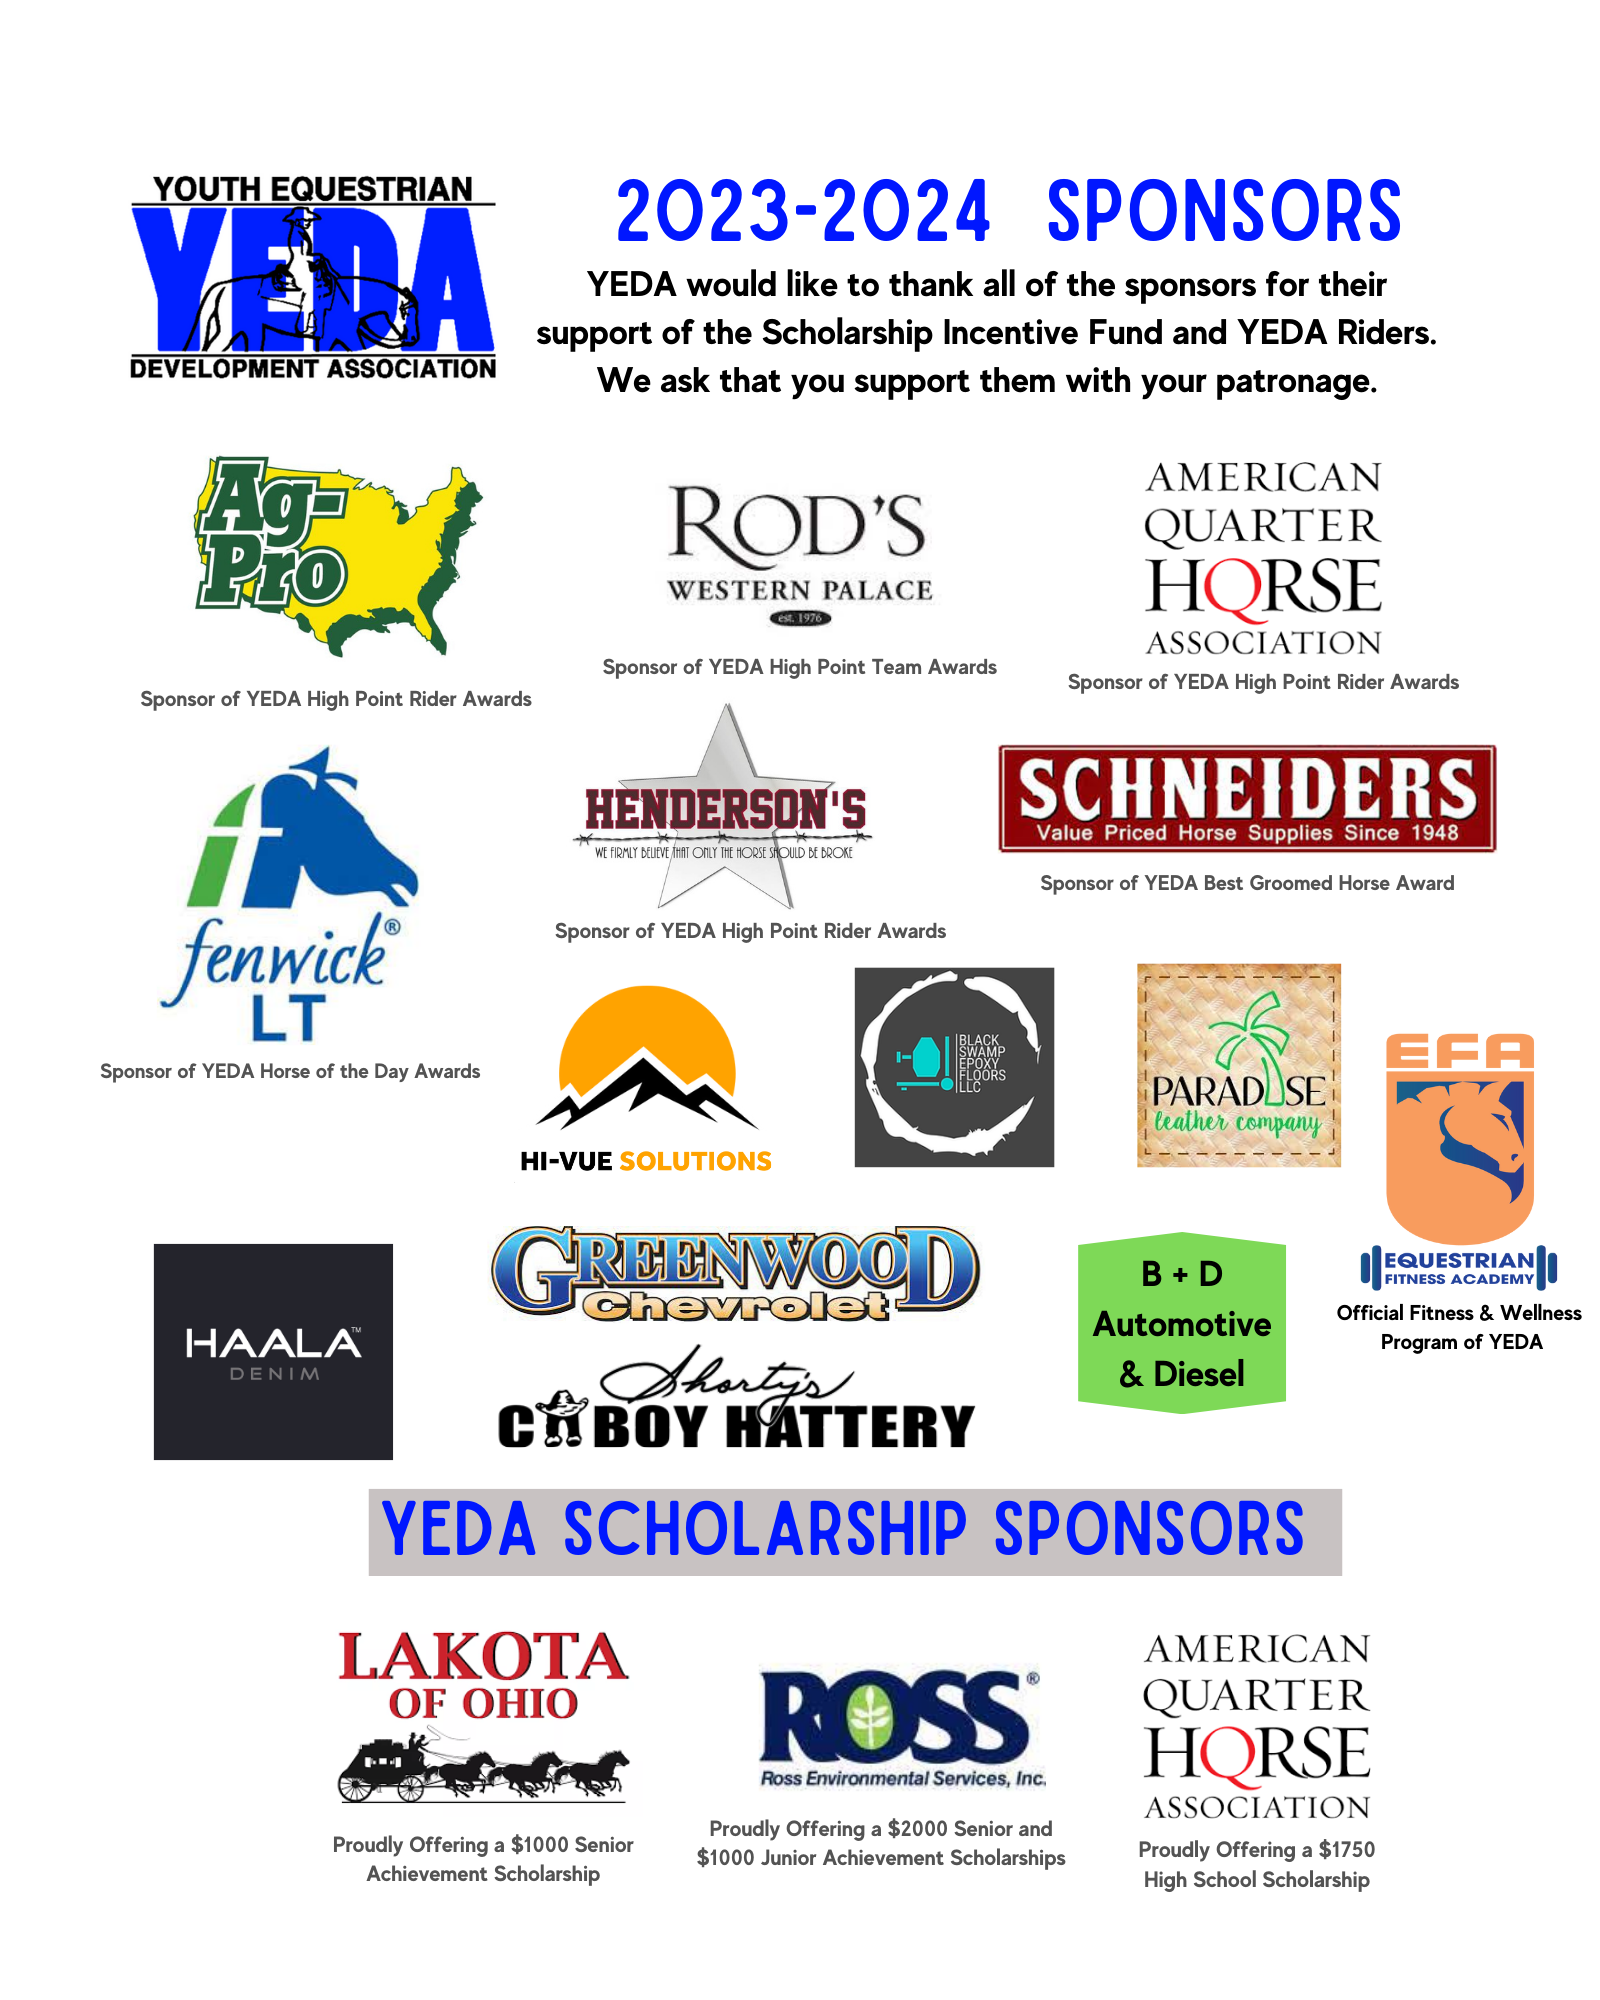 YOUTH EQUESTRIAN
YEDA
DEVELOPMENT ASSOCIATION
2023-2024 SPONSORS
YEDA would like to thank all of the sponsors for their
support of the Scholarship Incentive Fund and YEDA Riders.
We ask that you support them with your patronage.
Ag-
Pro
Sponsor of YEDA High Point Rider Awards
ROD'S
WESTERN PALACE
est. 1976
Sponsor of YEDA High Point Team Awards
AMERICAN
QUARTER
HORSE
ASSOCIATION
Sponsor of YEDA High Point Rider Awards
fenwick®
LT
Sponsor of YEDA Horse of the Day Awards
HENDERSON'S
WE FIRMLY BELIEVE THAT ONLY THE HORSE SHOULD BE BROKE
Sponsor of YEDA High Point Rider Awards
SCHNEIDERS
Value Priced Horse Supplies Since 1948
Sponsor of YEDA Best Groomed Horse Award
HI-VUE SOLUTIONS
BLACK
SWAMP
EPOXY
FLOORS
LLC
PARADISE
leather company
EFA
EQUESTRIAN
FITNESS ACADEMY
Official Fitness & Wellness
Program of YEDA
HAALA™
DENIM
GREENWOOD
Chevrolet
Shorty's
CABOY HATTERY
B + D
Automotive
& Diesel
YEDA SCHOLARSHIP SPONSORS
LAKOTA
OF OHIO
Proudly Offering a $1000 Senior
Achievement Scholarship
ROSS®
Ross Environmental Services, Inc.
Proudly Offering a $2000 Senior and
$1000 Junior Achievement Scholarships
AMERICAN
QUARTER
HORSE
ASSOCIATION
Proudly Offering a $1750
High School Scholarship